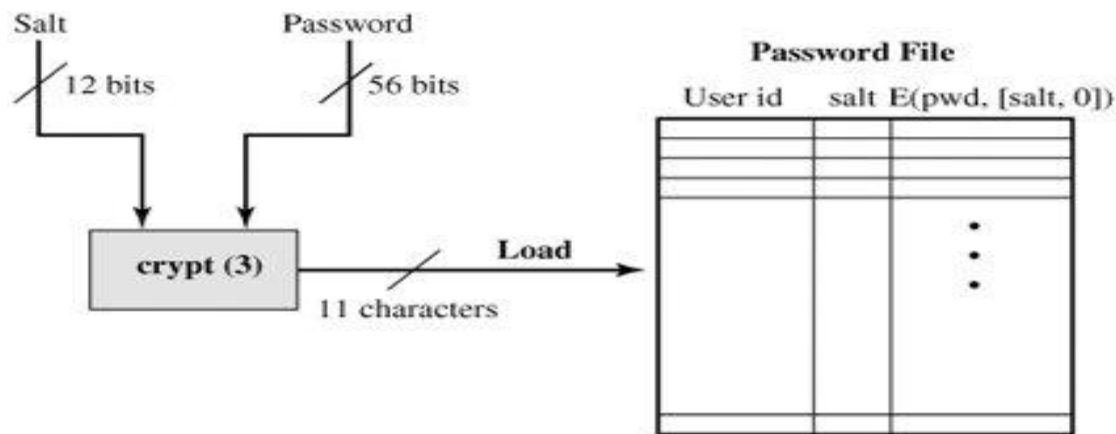 Salt
Password
12 bits
56 bits
crypt (3)
Load
11 characters
Password File
User id salt E(pwd, [salt, 0])